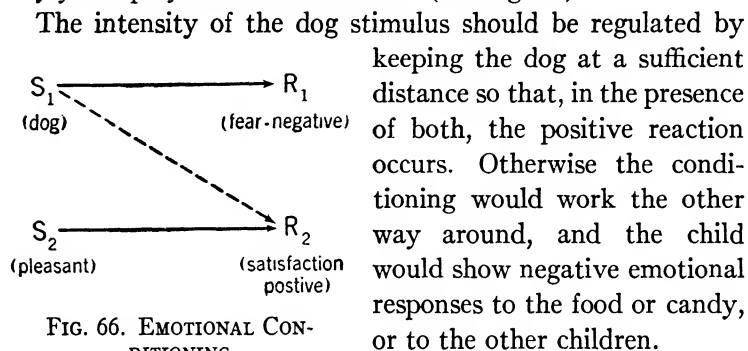 The intensity of the dog stimulus should be regulated by
keeping the dog at a sufficient
distance so that, in the presence
of both, the positive reaction
occurs. Otherwise the condi-
tioning would work the other
way around, and the child
would show negative emotional
responses to the food or candy,
or to the other children.
S1 R1
(dog) (fear-negative)
S2 R2
(pleasant) (satisfaction
postive)
FIG. 66. EMOTIONAL CON-
DITIONING